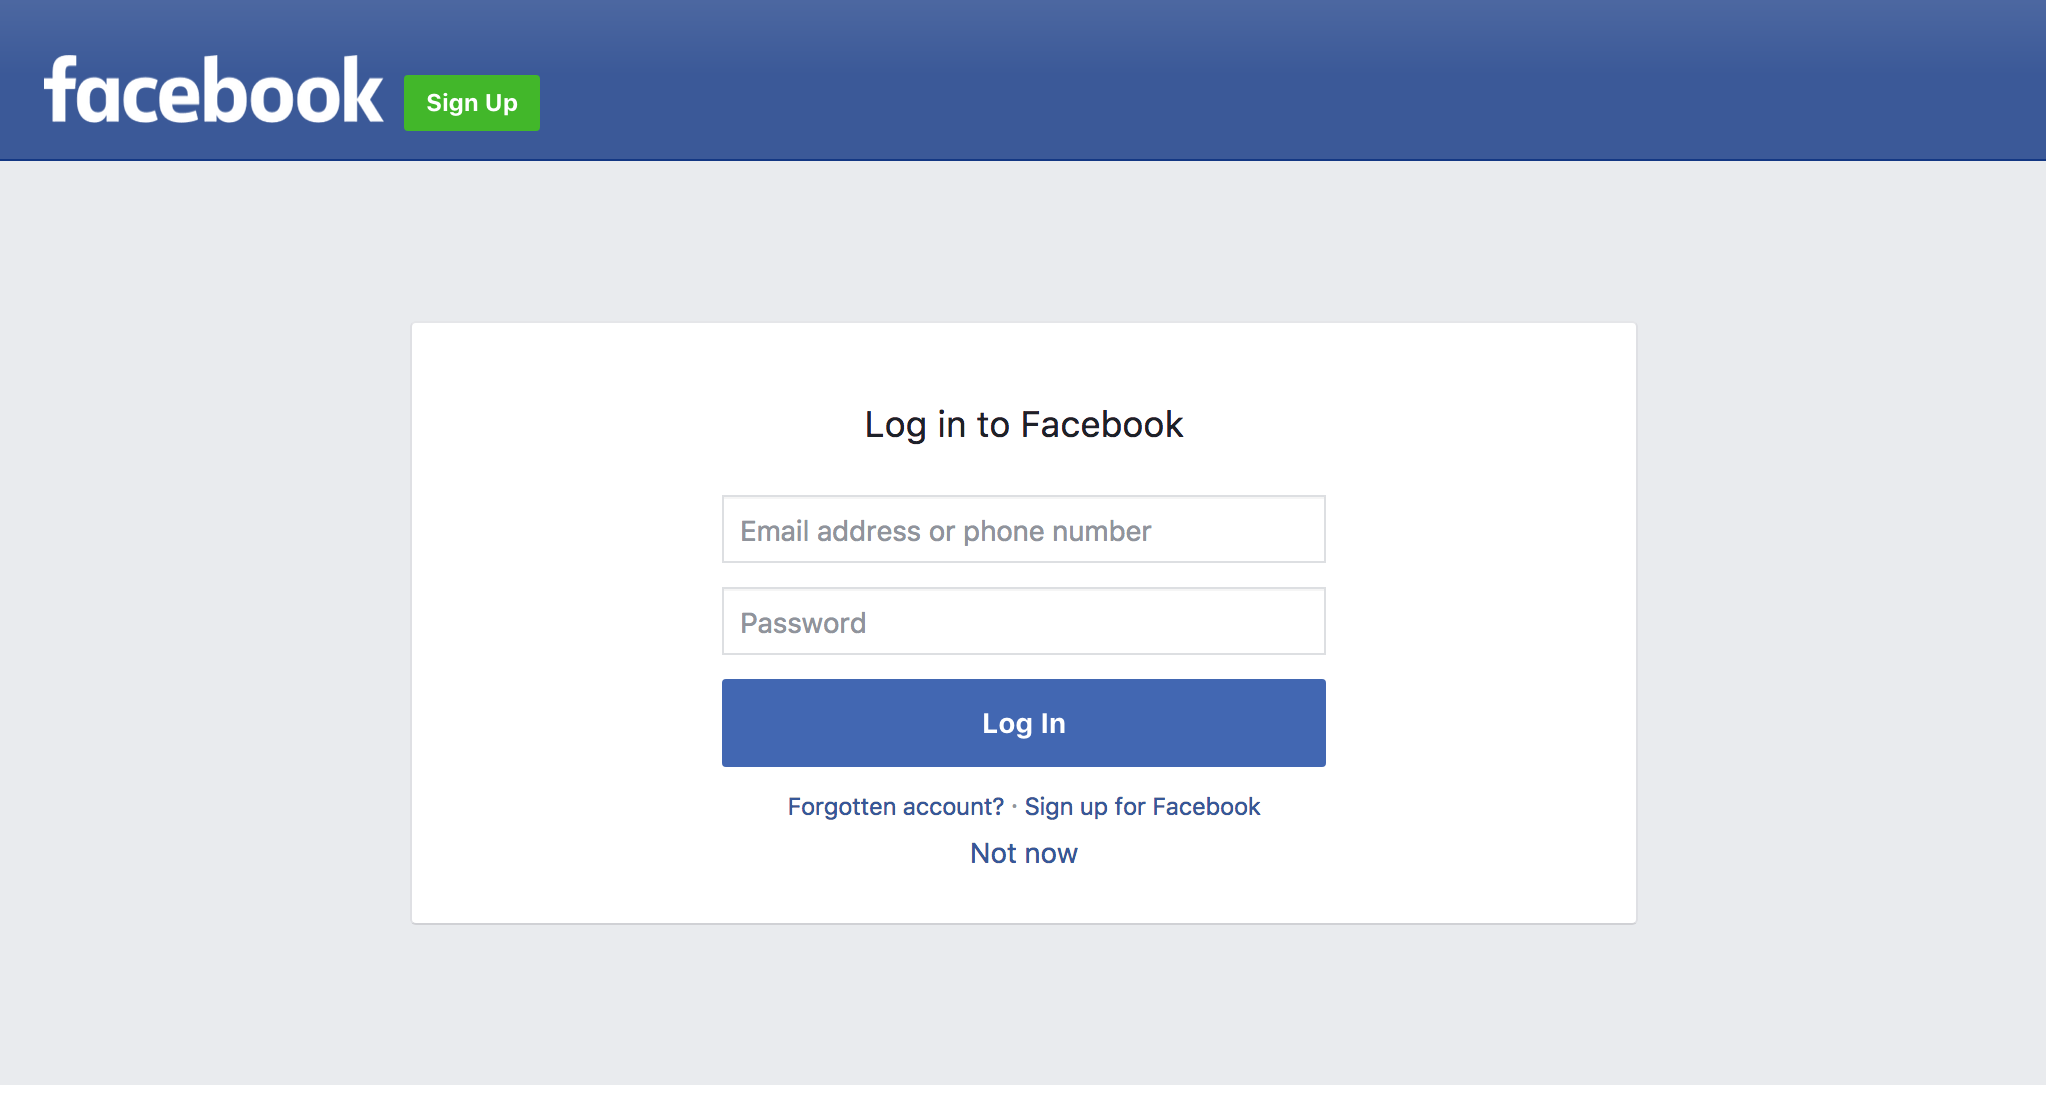 facebook
Sign Up
Log in to Facebook
Email address or phone number
Password
Log In
Forgotten account? · Sign up for Facebook
Not now